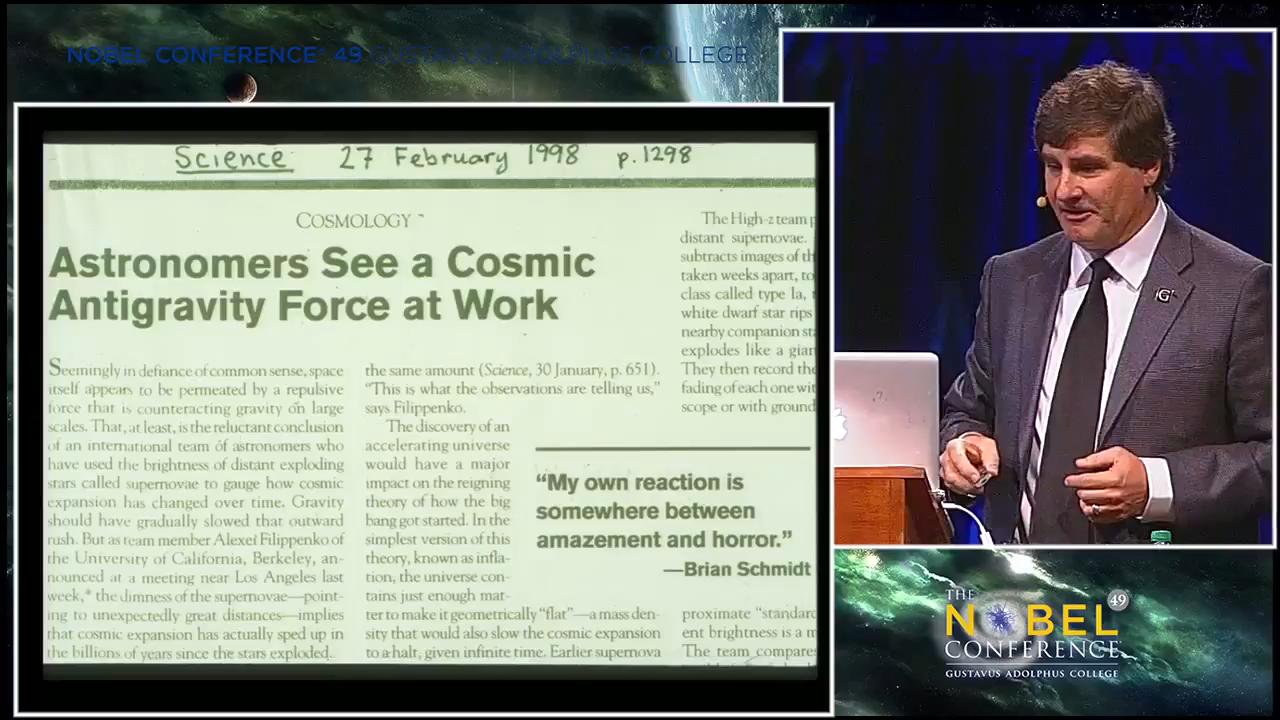 NOBEL CONFERENCE® 49 GUSTAVUS ADOLPHUS COLLEGE
Science 27 February 1998 p.1298
COSMOLOGY
Astronomers See a Cosmic
Antigravity Force at Work
Seemingly in defiance of common sense, space
itself appears to be permeated by a repulsive
force that is counteracting gravity on large
scales. That, at least, is the reluctant conclusion
of an international team of astronomers who
have used the brightness of distant exploding
stars called supernovae to gauge how cosmic
expansion has changed over time. Gravity
should have gradually slowed that outward
rush. But as team member Alexei Filippenko of
the University of California, Berkeley, an-
nounced at a meeting near Los Angeles last
week,* the dimness of the supernovae—point-
ing to unexpectedly great distances—implies
that cosmic expansion has actually sped up in
the billions of years since the stars exploded.
the same amount (Science, 30 January, p. 651).
"This is what the observations are telling us,"
says Filippenko.
The discovery of an
accelerating universe
would have a major
impact on the reigning
theory of how the big
bang got started. In the
simplest version of this
theory, known as infla-
tion, the universe con-
tains just enough mat-
ter to make it geometrically "flat"—a mass den-
sity that would also slow the cosmic expansion
to a halt, given infinite time. Earlier supernova
The High-z team
distant supernovae.
subtracts images of
taken weeks apart, to
class called type Ia,
white dwarf star rips
nearby companion
explodes like a
They then record the
fading of each one
scope or with ground
"My own reaction is
somewhere between
amazement and horror."
—Brian Schmidt
proximate "standard
ent brightness is a
The team compares
G
THE
NOBEL 49
CONFERENCE
GUSTAVUS ADOLPHUS COLLEGE